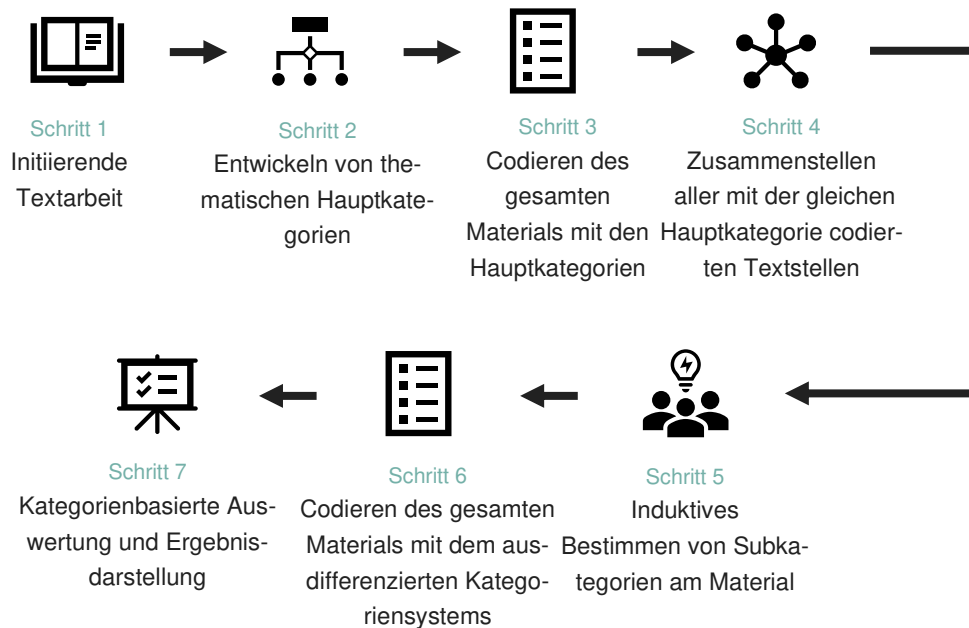 Schritt 1
Initiierende
Textarbeit
Schritt 2
Entwickeln von the-
matischen Hauptkate-
gorien
Schritt 3
Codieren des
gesamten
Materials mit den
Hauptkategorien
Schritt 4
Zusammenstellen
aller mit der gleichen
Hauptkategorie codier-
ten Textstellen
Schritt 5
Induktives
Bestimmen von Subka-
tegorien am Material
Schritt 6
Codieren des gesamten
Materials mit dem aus-
differenzierten Katego-
riensystems
Schritt 7
Kategorienbasierte Aus-
wertung und Ergebnis-
darstellung